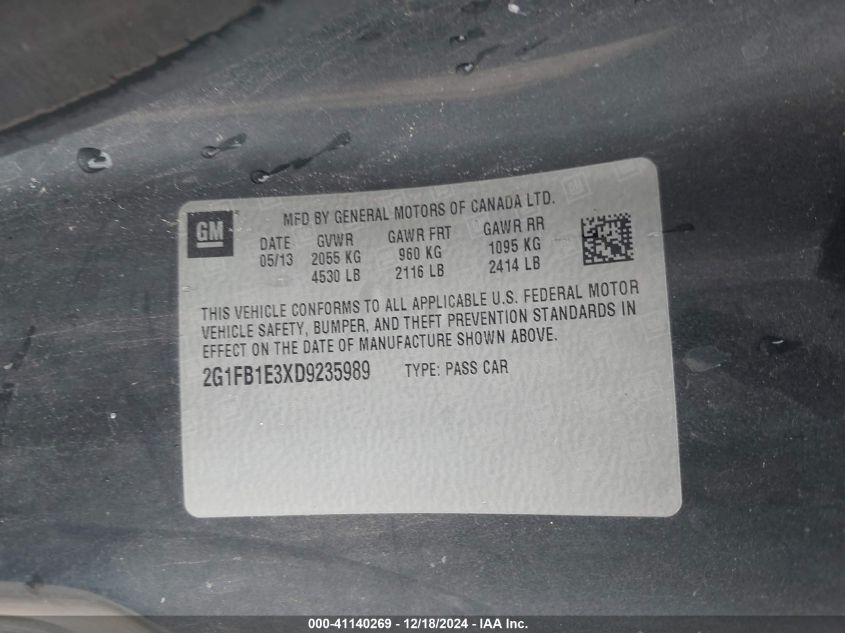 GM
MFD BY GENERAL MOTORS OF CANADA LTD.
DATE GVWR GAWR FRT GAWR RR
05/13 2055 KG 960 KG 1095 KG
4530 LB 2116 LB 2414 LB
THIS VEHICLE CONFORMS TO ALL APPLICABLE U.S. FEDERAL MOTOR
VEHICLE SAFETY, BUMPER, AND THEFT PREVENTION STANDARDS IN
EFFECT ON THE DATE OF MANUFACTURE SHOWN ABOVE.
2G1FB1E3XD9235989 TYPE: PASS CAR
000-41140269 - 12/18/2024 - IAA Inc.